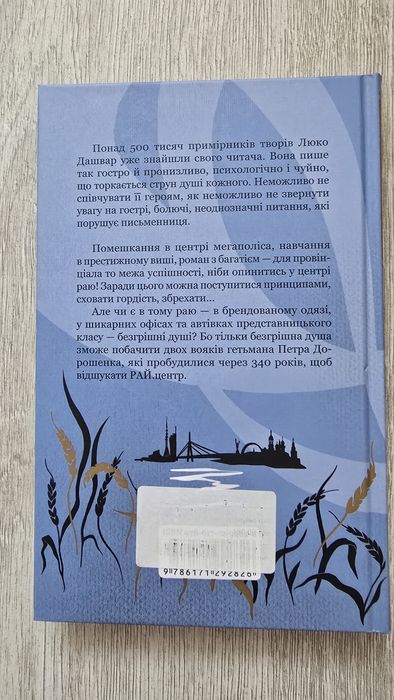 Понад 500 тисяч примірників творів Люко
Дашвар уже знайшли свого читача. Вона пише
так гостро й пронизливо, психологічно і чуйно,
що торкається струн душі кожного. Неможливо не
співчувати її героям, як неможливо не звернути
увагу на гострі, болючі, неоднозначні питання, які
порушує письменниця.
Помешкання в центрі мегаполіса, навчання
в престижному виші, роман з багатієм — для провін-
ціала то межа успішності, ніби опинитись у центрі
раю! Заради цього можна поступитися принципами,
сховати гордість, збрехати...
Але чи є в тому раю — в брендованому одязі,
у шикарних офісах та автівках представницького
класу — безгрішні душі? Бо тільки безгрішна душа
зможе побачити двох вояків гетьмана Петра До-
рошенка, які пробудилися через 340 років, щоб
відшукати РАЙ.центр.
9 786171 292826